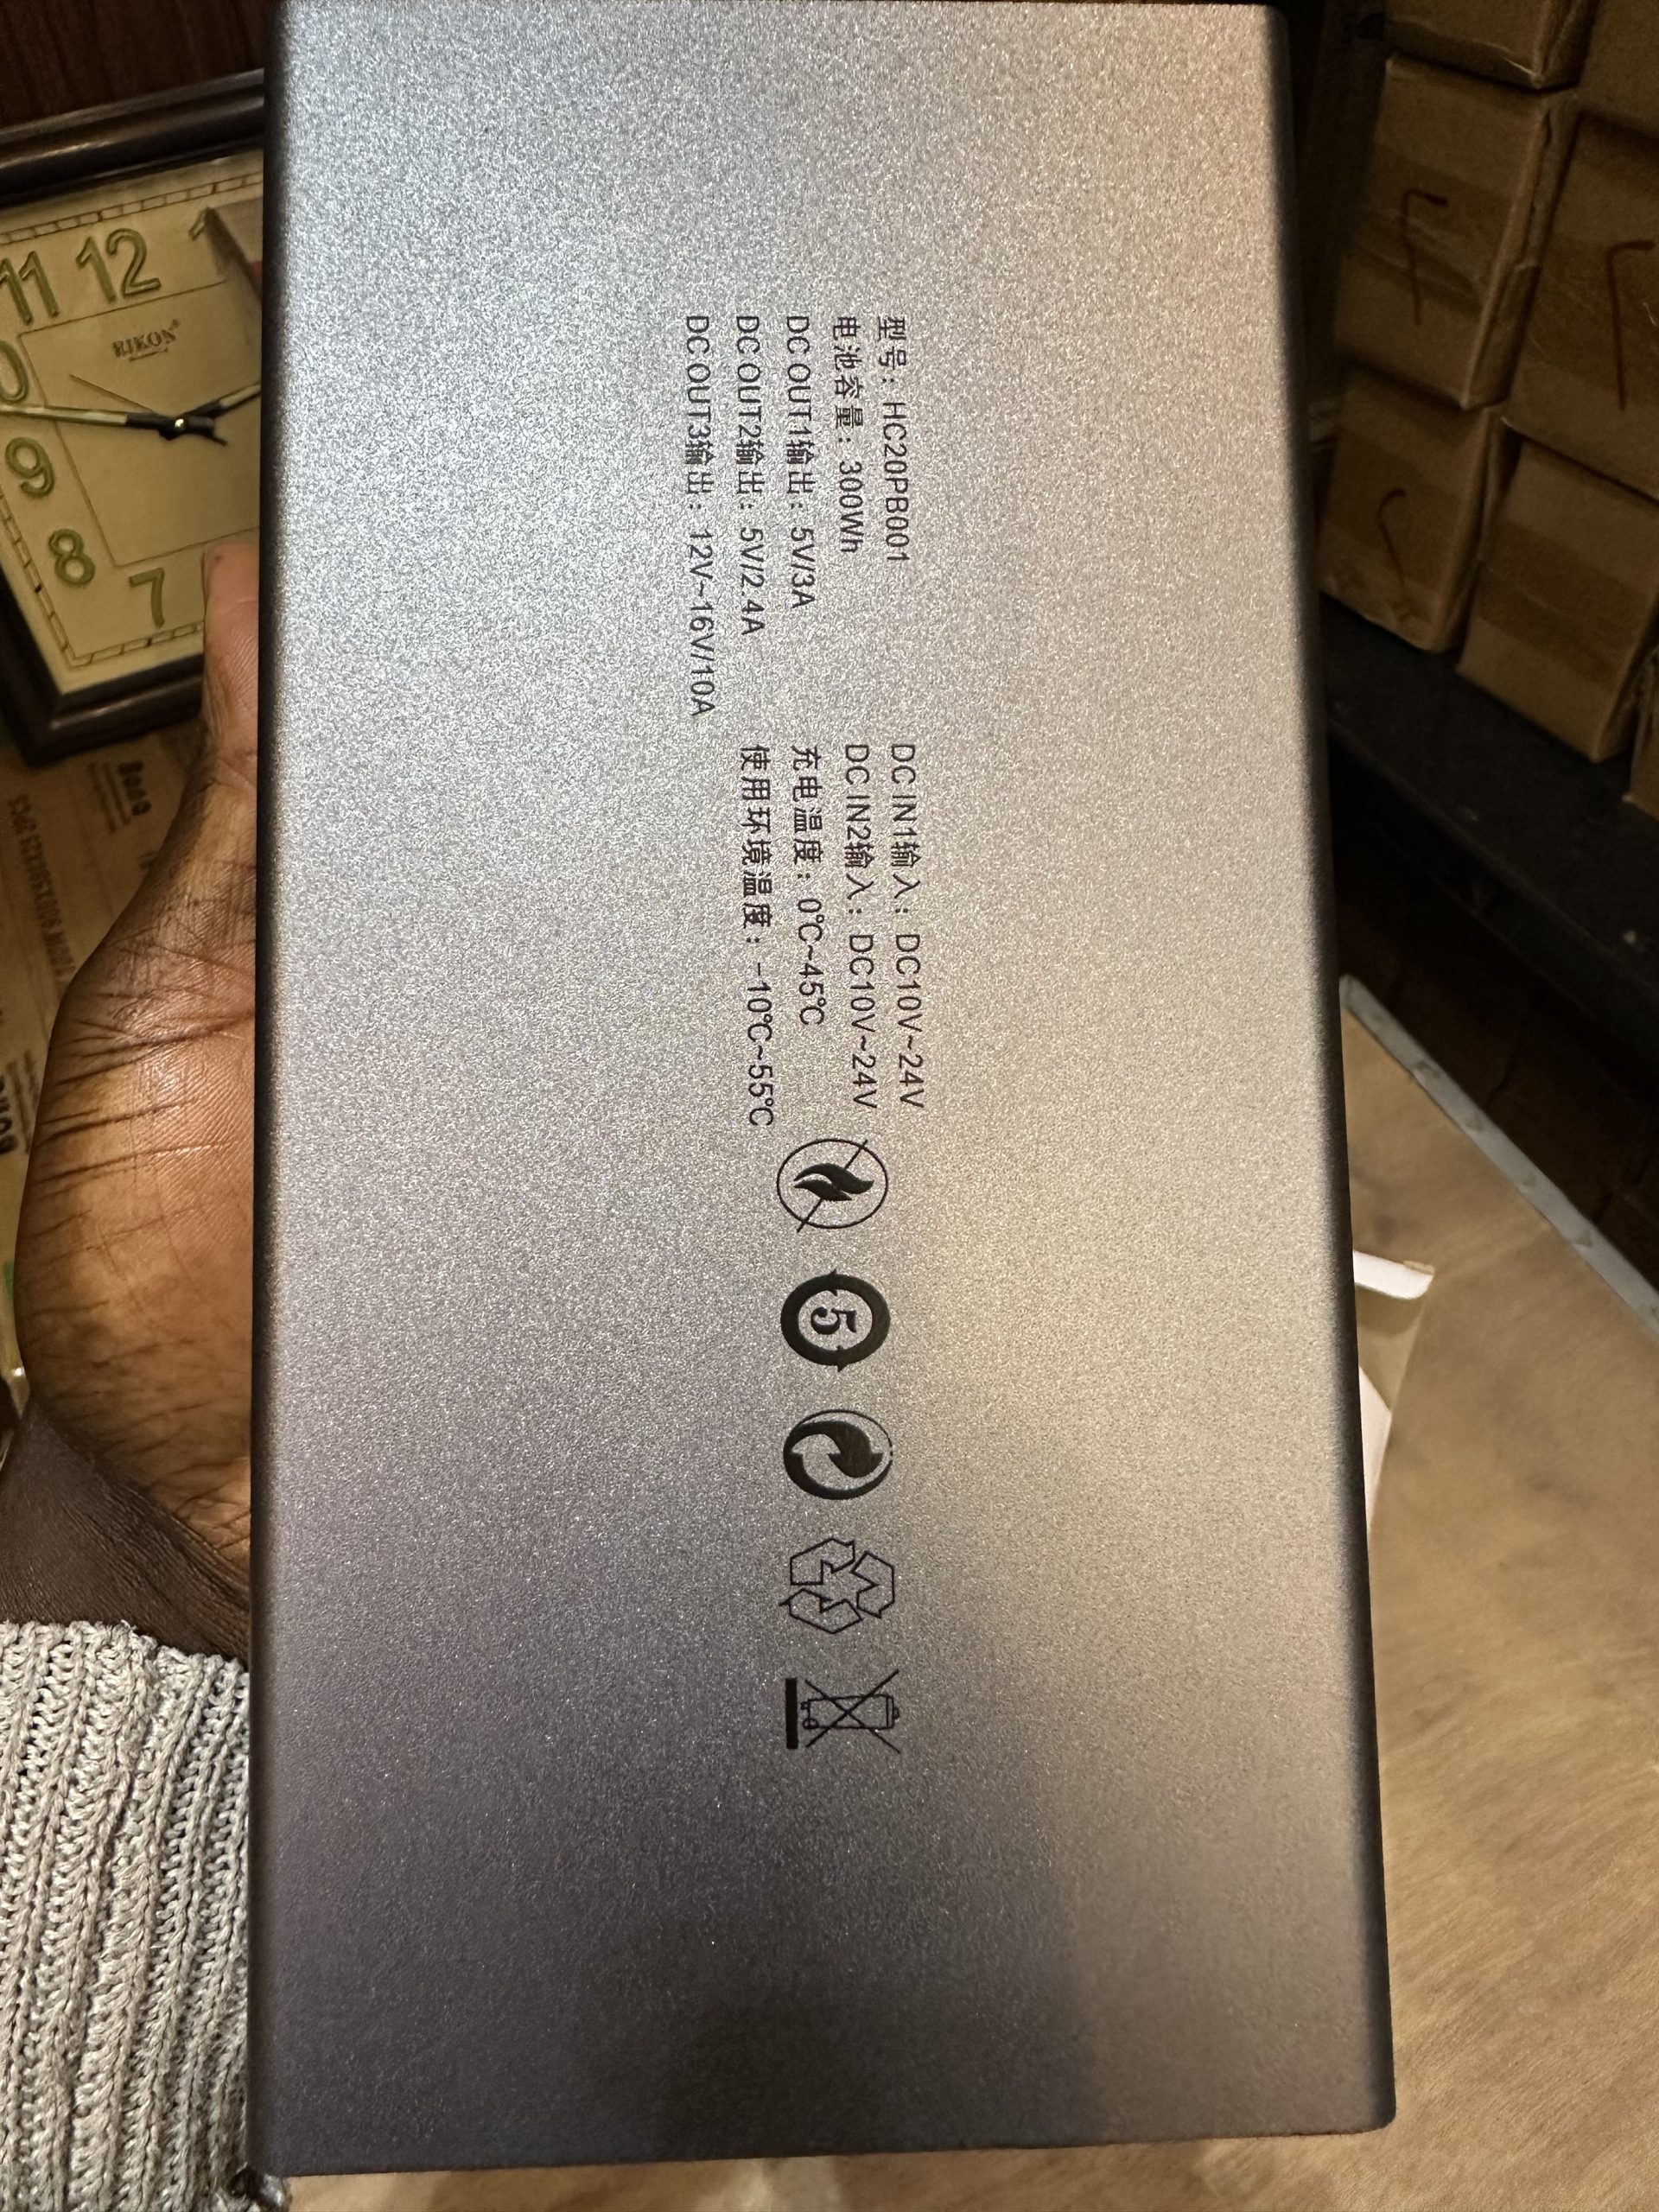 型号: HC20PB001
电池容量: 300Wh
DC OUT1输出: 5V/3A
DC OUT2输出: 5V/2.4A
DC OUT3输出: 12V~16V/10A
DC IN1输入: DC10V~24V
DC IN2输入: DC10V~24V
充电温度: 0℃~45℃
使用环境温度: -10℃~55℃
5
11 12 1
RIKON
9
8
7